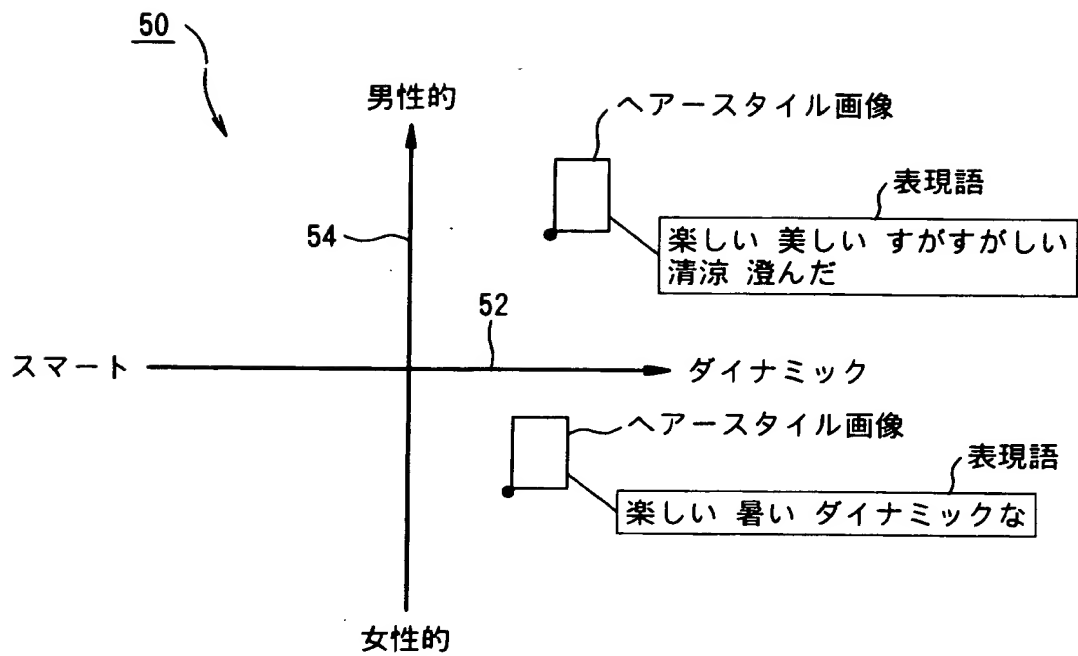 50
男性的
ヘアースタイル画像
表現語
54
楽しい 美しい すがすがしい
清涼 澄んだ
52
スマート
ダイナミック
ヘアースタイル画像
表現語
楽しい 暑い ダイナミックな
女性的